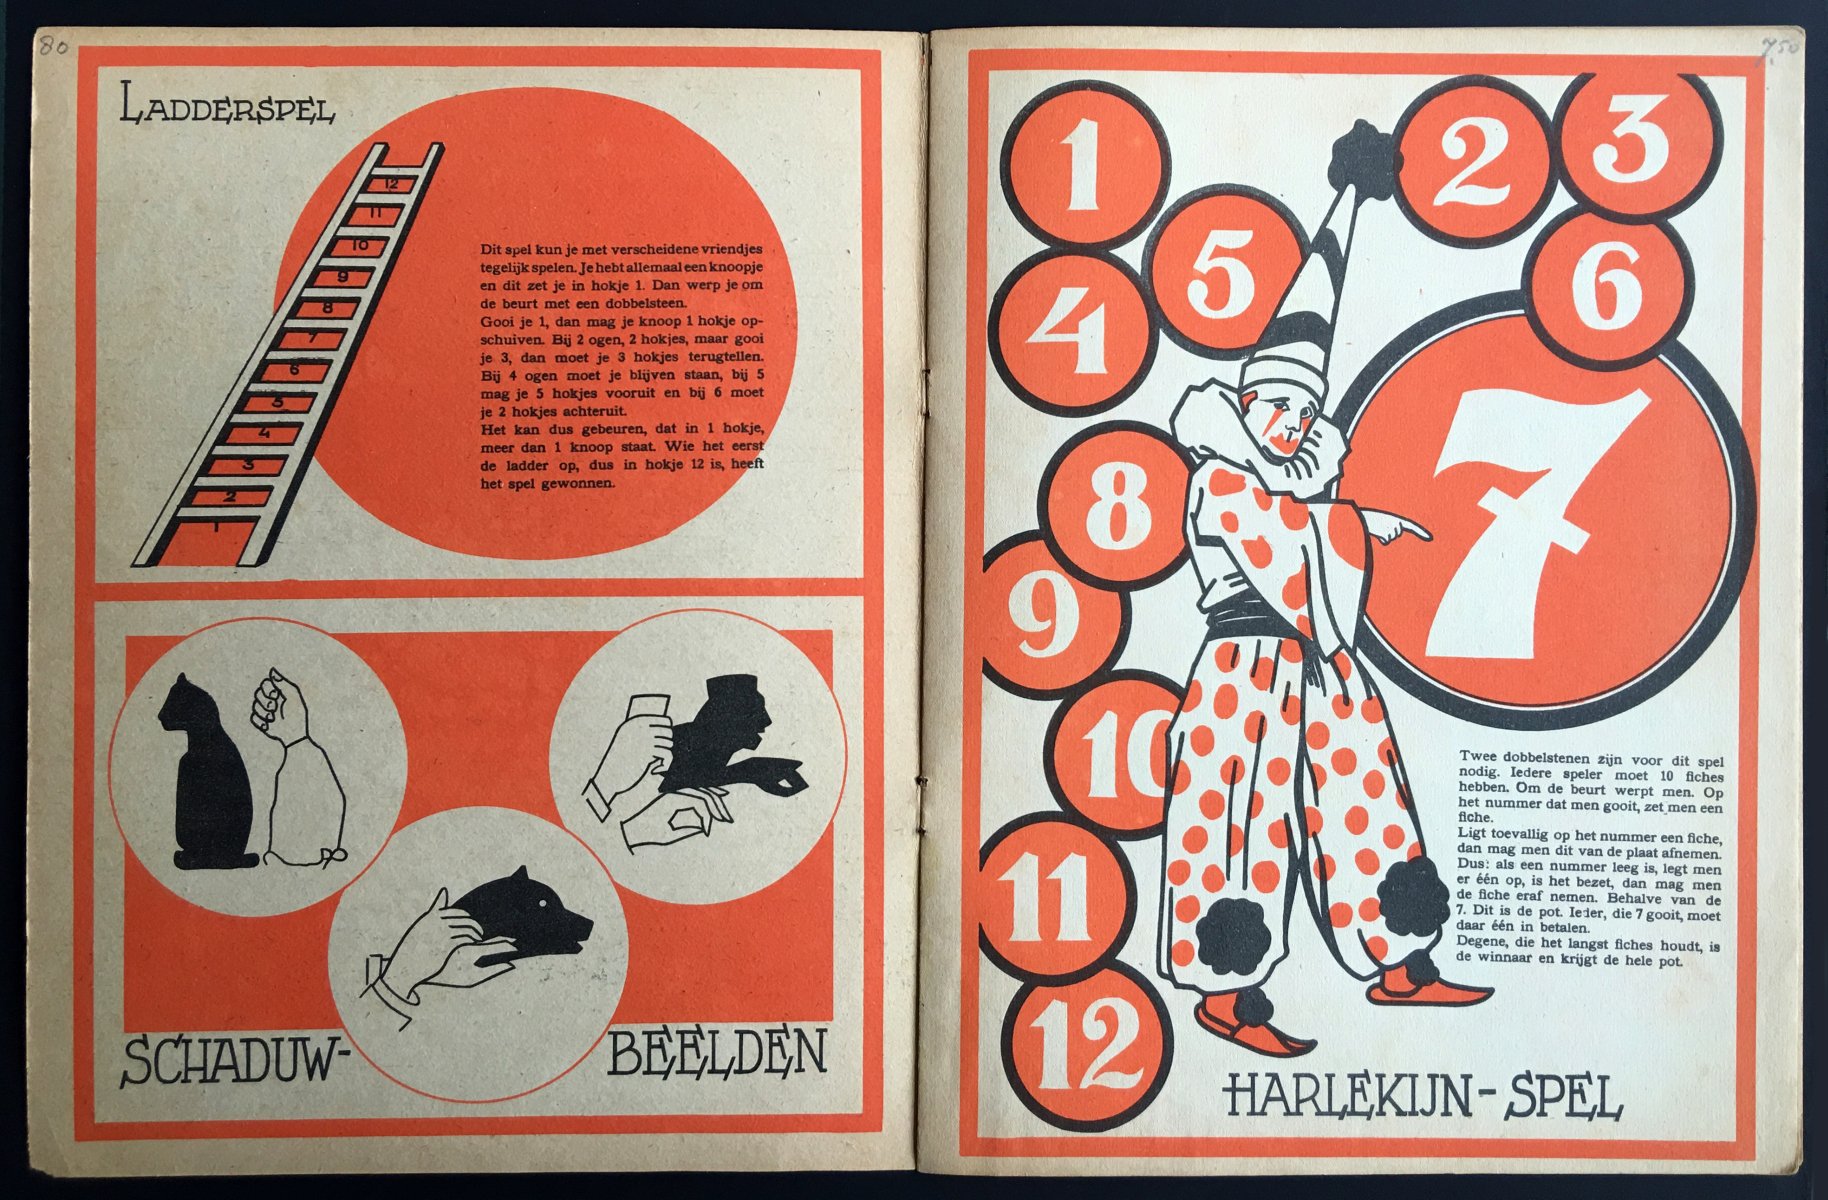 80
LADDERSPEL
12
11
10
9
8
7
6
5
4
3
2
1
Dit spel kun je met verscheidene vriendjes
tegelijk spelen. Je hebt allemaal een knoopje
en dit zet je in hokje 1. Dan werp je om
de beurt met een dobbelsteen.
Gooi je 1, dan mag je knoop 1 hokje op-
schuiven. Bij 2 ogen, 2 hokjes, maar gooi
je 3, dan moet je 3 hokjes terugtellen.
Bij 4 ogen moet je blijven staan, bij 5
mag je 5 hokjes vooruit en bij 6 moet
je 2 hokjes achteruit.
Het kan dus gebeuren, dat in 1 hokje,
meer dan 1 knoop staat. Wie het eerst
de ladder op, dus in hokje 12 is, heeft
het spel gewonnen.
SCHADUW-
BEELDEN
7.50
1
2
3
5
6
4
7
8
9
10
11
12
Twee dobbelstenen zijn voor dit spel
nodig. Iedere speler moet 10 fiches
hebben. Om de beurt werpt men. Op
het nummer dat men gooit, zet men een
fiche.
Ligt toevallig op het nummer een fiche,
dan mag men dit van de plaat afnemen.
Dus: als een nummer leeg is, legt men
er één op, is het bezet, dan mag men
de fiche eraf nemen. Behalve van de
7. Dit is de pot. Ieder, die 7 gooit, moet
daar één in betalen.
Degene, die het langst fiches houdt, is
de winnaar en krijgt de hele pot.
HARLEKIJN-SPEL